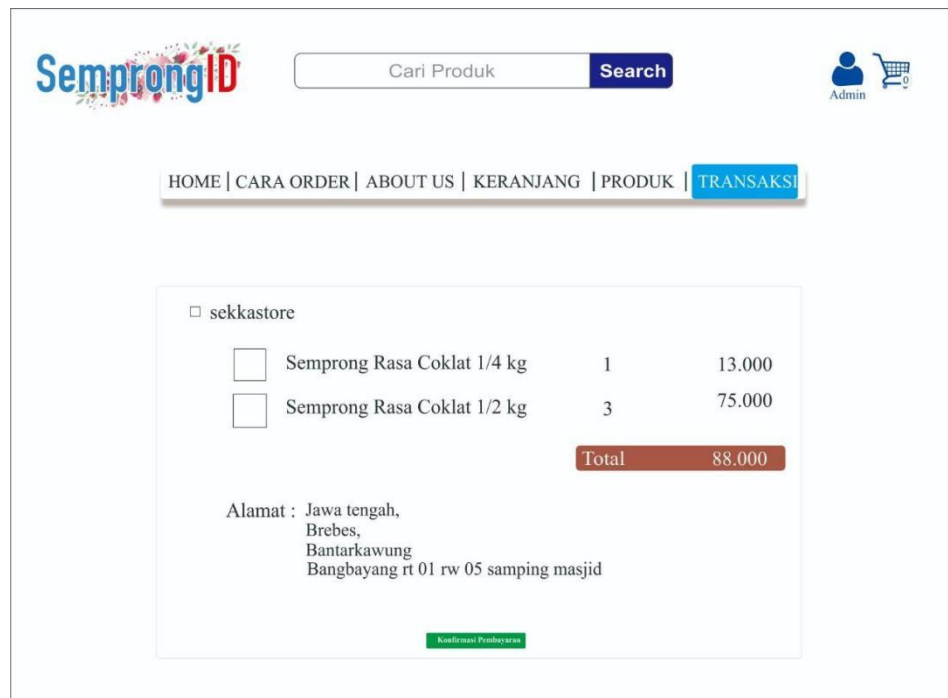 SemprongID
Cari Produk Search
Admin 0
HOME | CARA ORDER | ABOUT US | KERANJANG | PRODUK | TRANSAKSI
sekkastore
Semprong Rasa Coklat 1/4 kg 1 13.000
Semprong Rasa Coklat 1/2 kg 3 75.000
Total 88.000
Alamat : Jawa tengah,
Brebes,
Bantarkawung
Bangbayang rt 01 rw 05 samping masjid
Konfirmasi Pembayaran